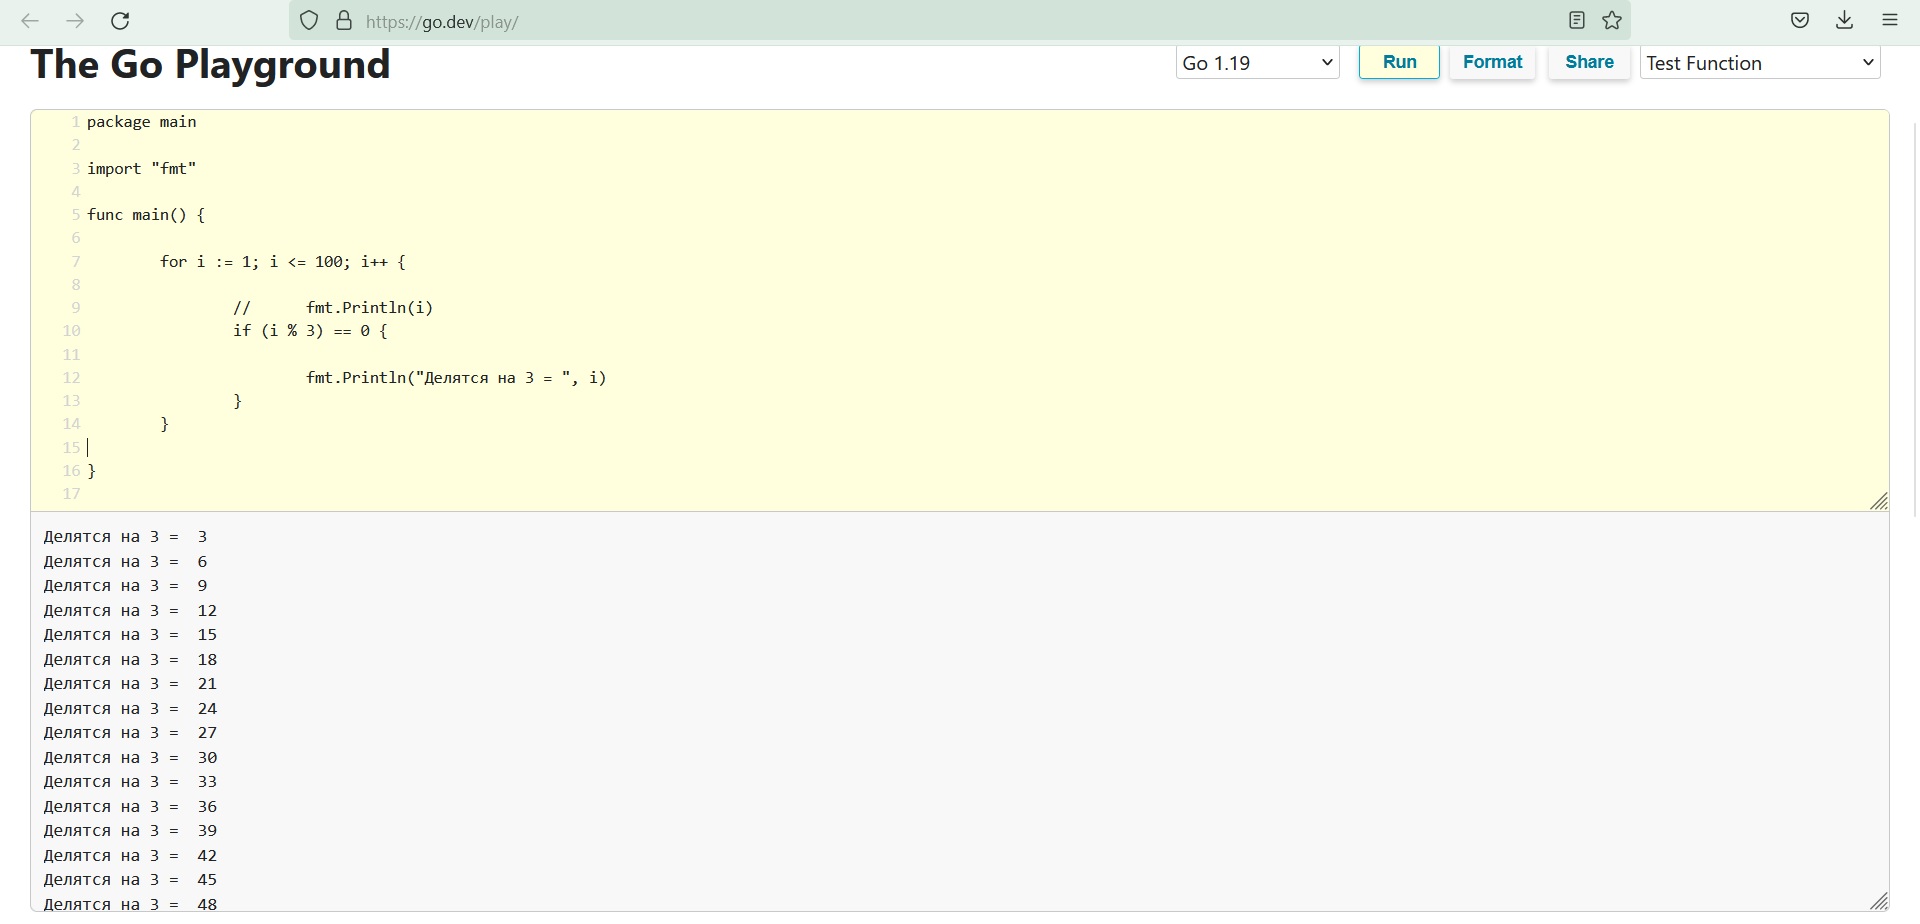 https://go.dev/play/
The Go Playground
Go 1.19
Run
Format
Share
Test Function
1 package main
2
3 import "fmt"
4
5 func main() {
6
7 for i := 1; i <= 100; i++ {
8
9 // fmt.Println(i)
10 if (i % 3) == 0 {
11
12 fmt.Println("Делятся на 3 = ", i)
13 }
14 }
15
16 }
17
Делятся на 3 =  3
Делятся на 3 =  6
Делятся на 3 =  9
Делятся на 3 =  12
Делятся на 3 =  15
Делятся на 3 =  18
Делятся на 3 =  21
Делятся на 3 =  24
Делятся на 3 =  27
Делятся на 3 =  30
Делятся на 3 =  33
Делятся на 3 =  36
Делятся на 3 =  39
Делятся на 3 =  42
Делятся на 3 =  45
Делятся на 3 =  48